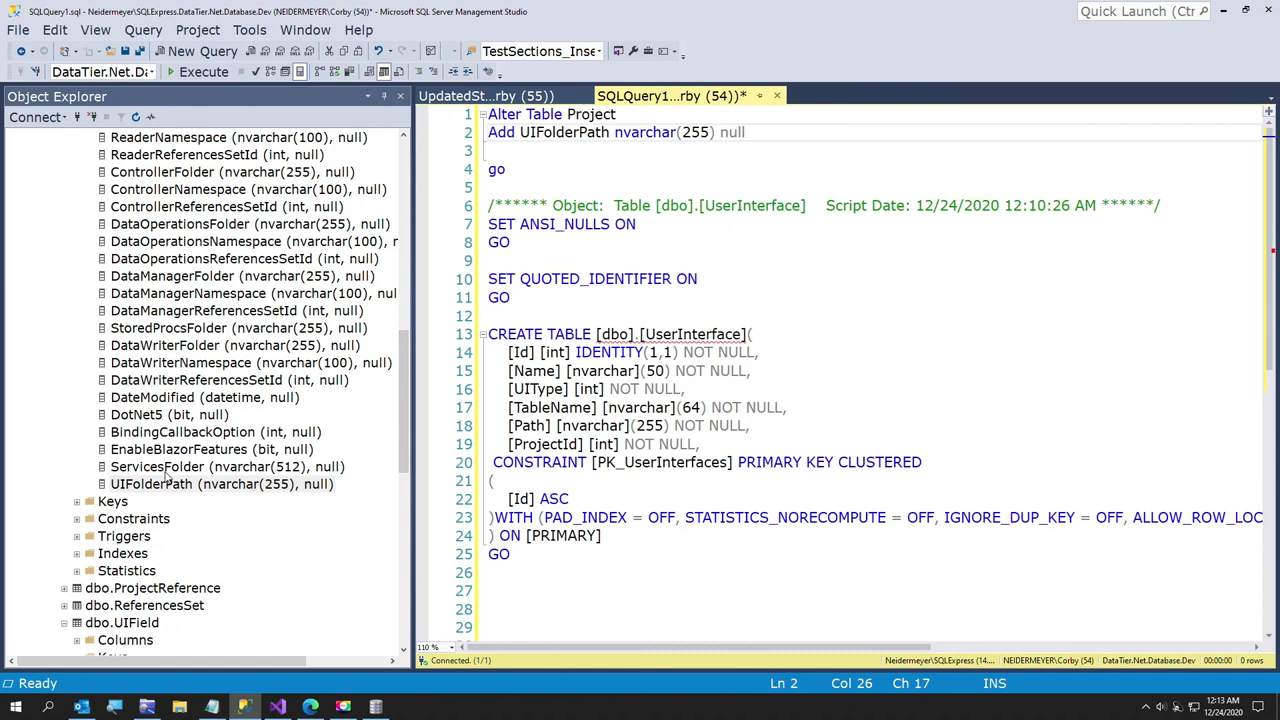 SQLQuery1.sql - Neidermeyer\SQLExpress.DataTier.Net.Database.Dev (NEIDERMEYER\Corby (54))* - Microsoft SQL Server Management Studio
Quick Launch (Ctr
File Edit View Query Project Tools Window Help
New Query
TestSections_Inse
DataTier.Net.Da
Execute
Object Explorer
UpdatedSt...rby (55))
SQLQuery1...rby (54))*
Connect
ReaderNamespace (nvarchar(100), null)
ReaderReferencesSetId (int, null)
ControllerFolder (nvarchar(255), null)
ControllerNamespace (nvarchar(100), null)
ControllerReferencesSetId (int, null)
DataOperationsFolder (nvarchar(255), null)
DataOperationsNamespace (nvarchar(100), n
DataOperationsReferencesSetId (int, null)
DataManagerFolder (nvarchar(255), null)
DataManagerNamespace (nvarchar(100), null
DataManagerReferencesSetId (int, null)
StoredProcsFolder (nvarchar(255), null)
DataWriterFolder (nvarchar(255), null)
DataWriterNamespace (nvarchar(100), null)
DataWriterReferencesSetId (int, null)
DateModified (datetime, null)
DotNet5 (bit, null)
BindingCallbackOption (int, null)
EnableBlazorFeatures (bit, null)
ServicesFolder (nvarchar(512), null)
UIFolderPath (nvarchar(255), null)
Keys
Constraints
Triggers
Indexes
Statistics
dbo.ProjectReference
dbo.ReferencesSet
dbo.UIField
Columns
1 Alter Table Project
2 Add UIFolderPath nvarchar(255) null
3
4 go
5
6 /****** Object:  Table [dbo].[UserInterface]    Script Date: 12/24/2020 12:10:26 AM ******/
7 SET ANSI_NULLS ON
8 GO
9
10 SET QUOTED_IDENTIFIER ON
11 GO
12
13 CREATE TABLE [dbo].[UserInterface](
14 [Id] [int] IDENTITY(1,1) NOT NULL,
15 [Name] [nvarchar](50) NOT NULL,
16 [UIType] [int] NOT NULL,
17 [TableName] [nvarchar](64) NOT NULL,
18 [Path] [nvarchar](255) NOT NULL,
19 [ProjectId] [int] NOT NULL,
20 CONSTRAINT [PK_UserInterfaces] PRIMARY KEY CLUSTERED
21 (
22 [Id] ASC
23 )WITH (PAD_INDEX = OFF, STATISTICS_NORECOMPUTE = OFF, IGNORE_DUP_KEY = OFF, ALLOW_ROW_LOC
24 ) ON [PRIMARY]
25 GO
26
27
28
29
110 %
Connected. (1/1)
Neidermeyer\SQLExpress (14.... NEIDERMEYER\Corby (54) DataTier.Net.Database.Dev 00:00:00 0 rows
Ready
Ln 2 Col 26 Ch 17 INS
12:13 AM
12/24/2020